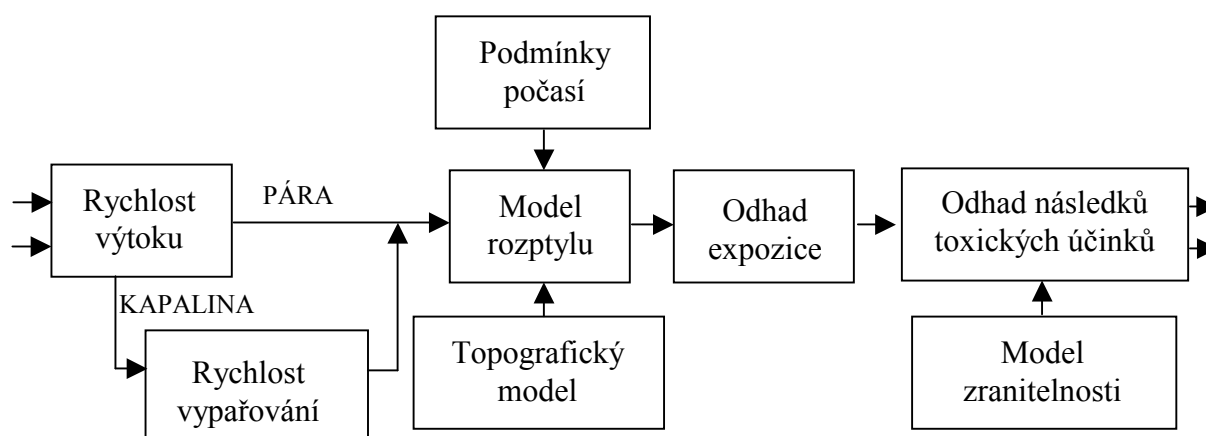 Podmínky
počasí
Rychlost
výtoku
PÁRA
Model
rozptylu
Odhad
expozice
Odhad následků
toxických účinků
KAPALINA
Rychlost
vypařování
Topografický
model
Model
zranitelnosti